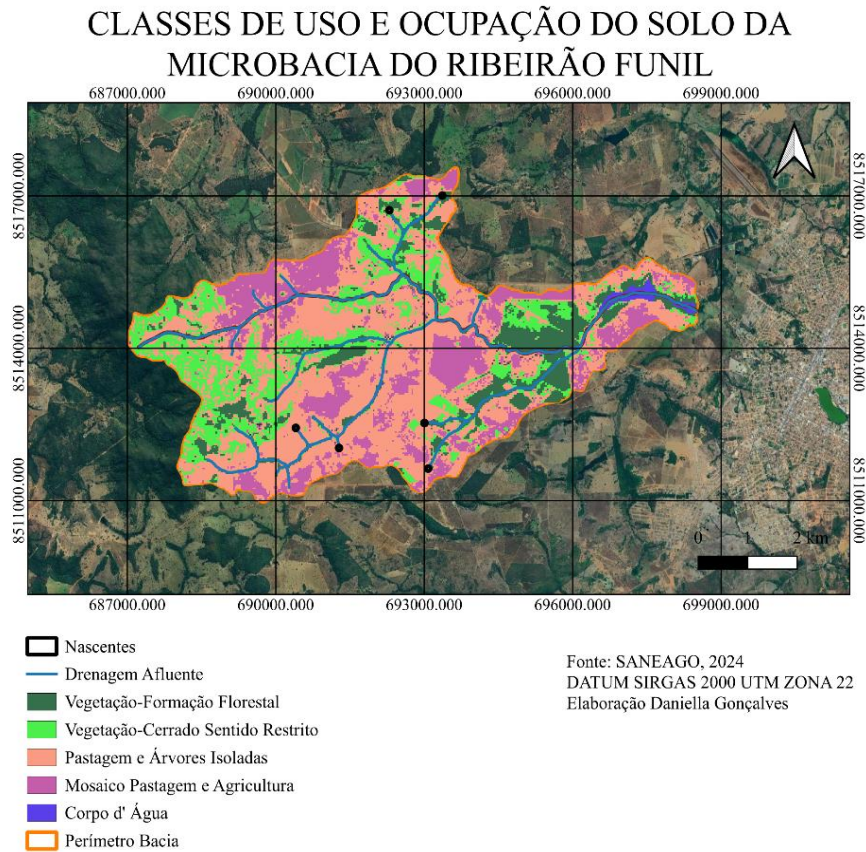 CLASSES DE USO E OCUPAÇÃO DO SOLO DA
MICROBACIA DO RIBEIRÃO FUNIL
687000.000 690000.000 693000.000 696000.000 699000.000
8517000.000 8517000.000
8514000.000 8514000.000
8511000.000 8511000.000
0 1 2 km
687000.000 690000.000 693000.000 696000.000 699000.000
Nascentes
Drenagem Afluente
Vegetação-Formação Florestal
Vegetação-Cerrado Sentido Restrito
Pastagem e Árvores Isoladas
Mosaico Pastagem e Agricultura
Corpo d' Água
Perímetro Bacia
Fonte: SANEAGO, 2024
DATUM SIRGAS 2000 UTM ZONA 22
Elaboração Daniella Gonçalves